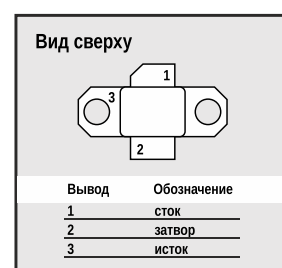 Вид сверху
1
3
2
Вывод Обозначение
1 сток
2 затвор
3 исток